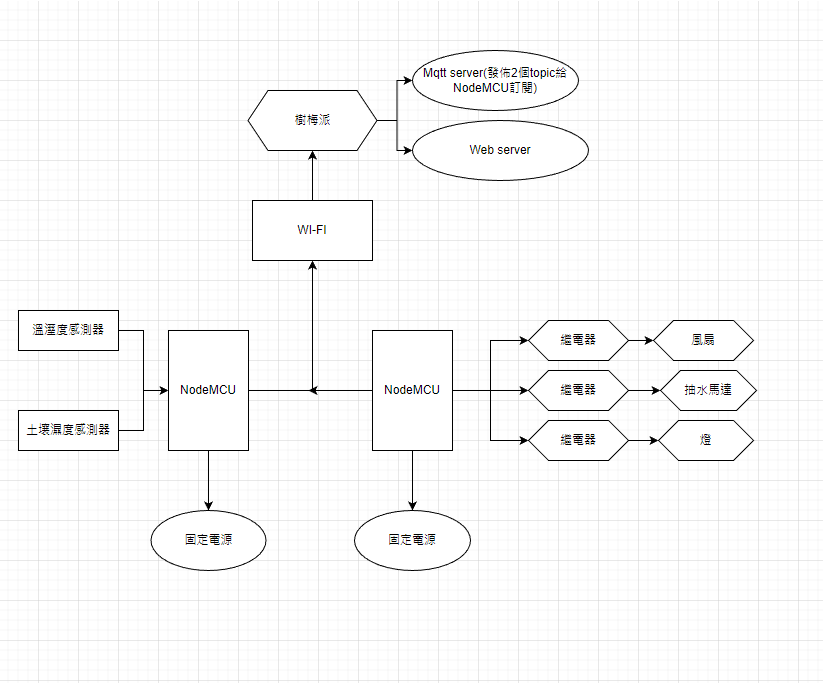 Mqtt server(發佈2個topic給
NodeMCU訂閱)
樹梅派
Web server
WI-FI
溫溼度感測器
土壤濕度感測器
NodeMCU
NodeMCU
繼電器
風扇
繼電器
抽水馬達
繼電器
燈
固定電源
固定電源